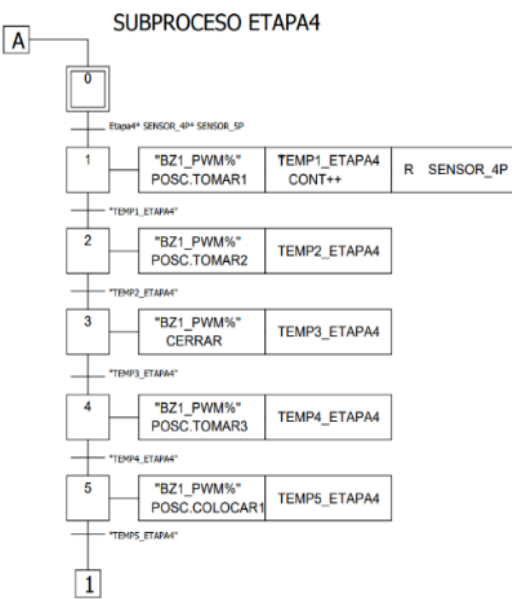 SUBPROCESO ETAPA4
A
0
Etapa4* SENSOR_4P* SENSOR_5P
1
"BZ1_PWM%"
POSC.TOMAR1
TEMP1_ETAPA4
CONT++
R SENSOR_4P
"TEMP1_ETAPA4"
2
"BZ1_PWM%"
POSC.TOMAR2
TEMP2_ETAPA4
"TEMP2_ETAPA4"
3
"BZ1_PWM%"
CERRAR
TEMP3_ETAPA4
"TEMP3_ETAPA4"
4
"BZ1_PWM%"
POSC.TOMAR3
TEMP4_ETAPA4
"TEMP4_ETAPA4"
5
"BZ1_PWM%"
POSC.COLOCAR1
TEMP5_ETAPA4
"TEMP5_ETAPA4"
1